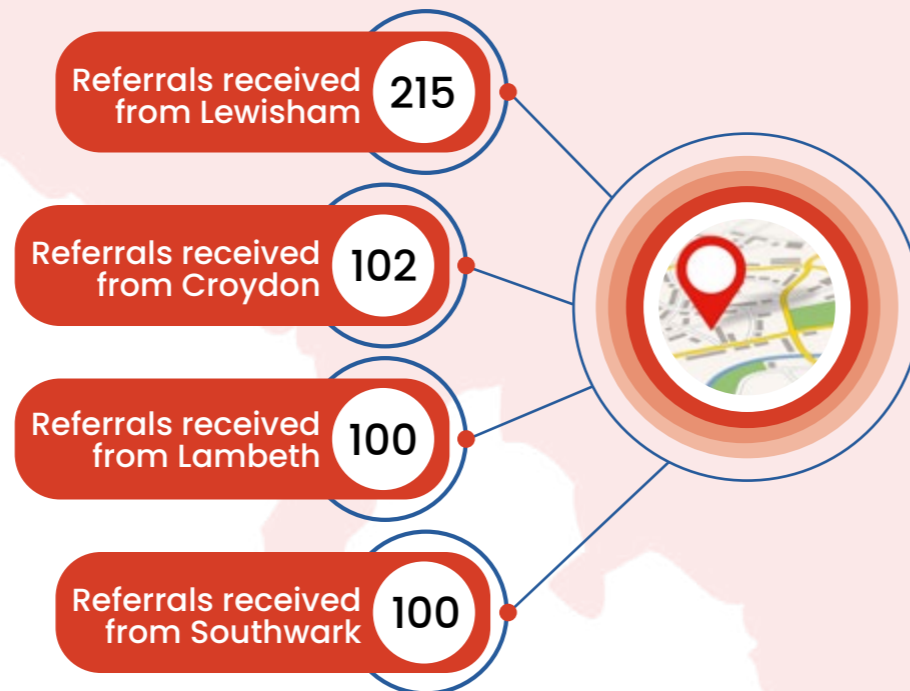 Referrals received
from Lewisham
215
Referrals received
from Croydon
102
Referrals received
from Lambeth
100
Referrals received
from Southwark
100